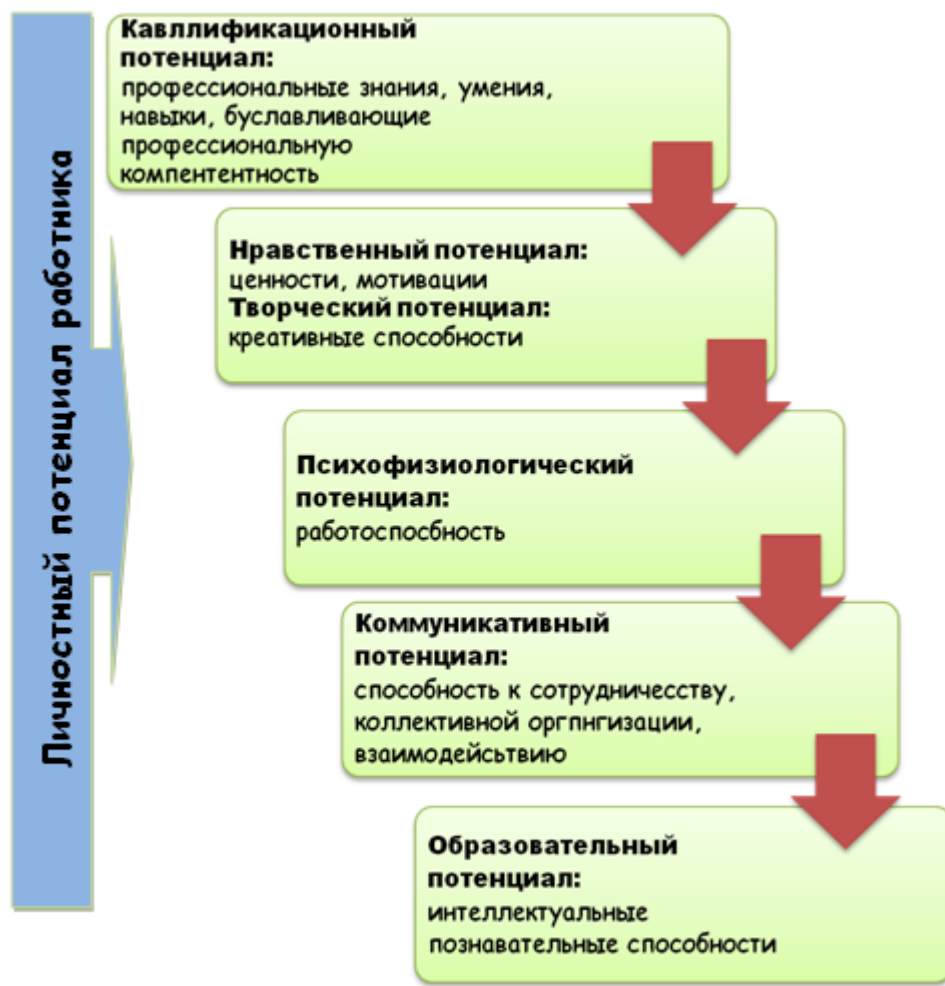 Личностный потенциал работника
Кавллификационный
потенциал:
профессиональные знания, умения,
навыки, буславливающие
профессиональную
компентентность
Нравственный потенциал:
ценности, мотивации
Творческий потенциал:
креативные способности
Психофизиологический
потенциал:
работоспосбность
Коммуникативный
потенциал:
способность к сотрудничесству,
коллективной оргпнгизации,
взаимодейсьтвию
Образовательный
потенциал:
интеллектуальные
познавательные способности